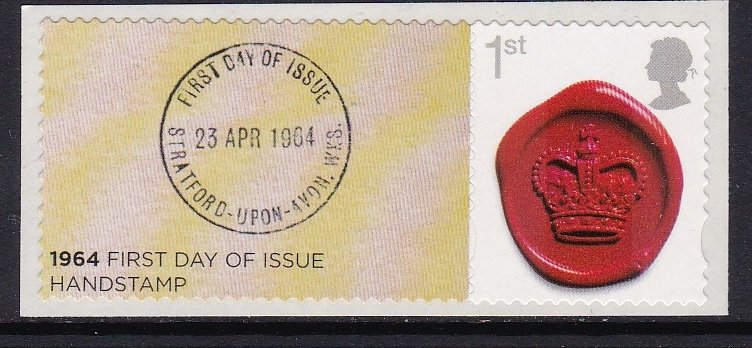 FIRST DAY OF ISSUE
23 APR 1964
STRATFORD-UPON-AVON, WKS.
1964 FIRST DAY OF ISSUE
HANDSTAMP
1st